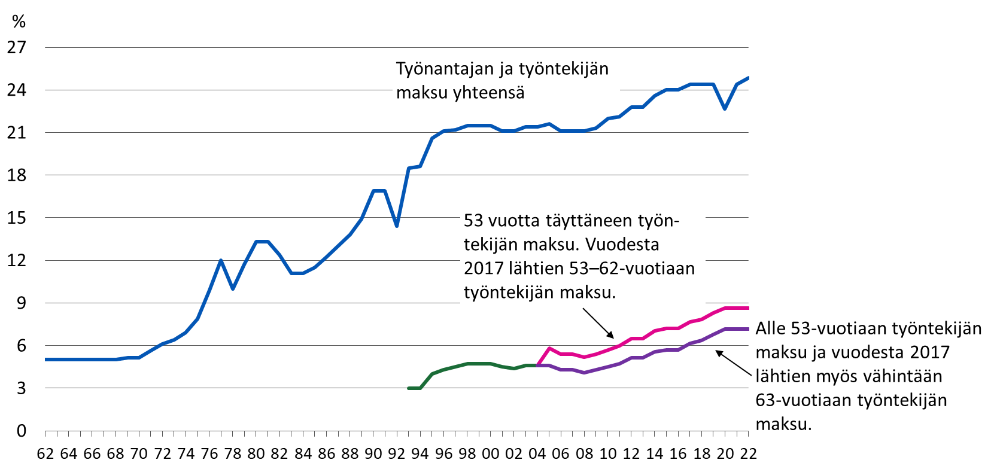 %
27
Työnantajan ja työntekijän
maksu yhteensä
24
21
18
15
53 vuotta täyttäneen työn-
tekijän maksu. Vuodesta
2017 lähtien 53–62-vuotiaan
työntekijän maksu.
12
9
Alle 53-vuotiaan työntekijän
maksu ja vuodesta 2017
lähtien myös vähintään
63-vuotiaan työntekijän
maksu.
6
3
0
62 64 66 68 70 72 74 76 78 80 82 84 86 88 90 92 94 96 98 00 02 04 06 08 10 12 14 16 18 20 22